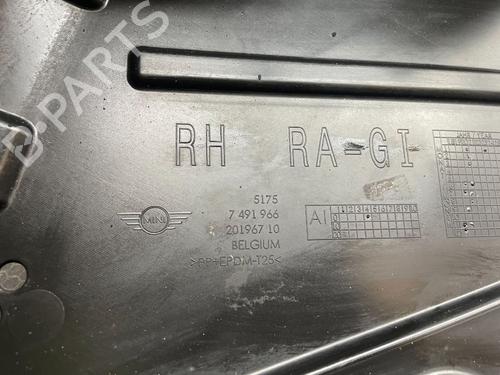 B-PARTS
RH RA-GI
5175
7 491 966
201967 10
BELGIUM
>PP+EPDM-T25<
MINI
AI